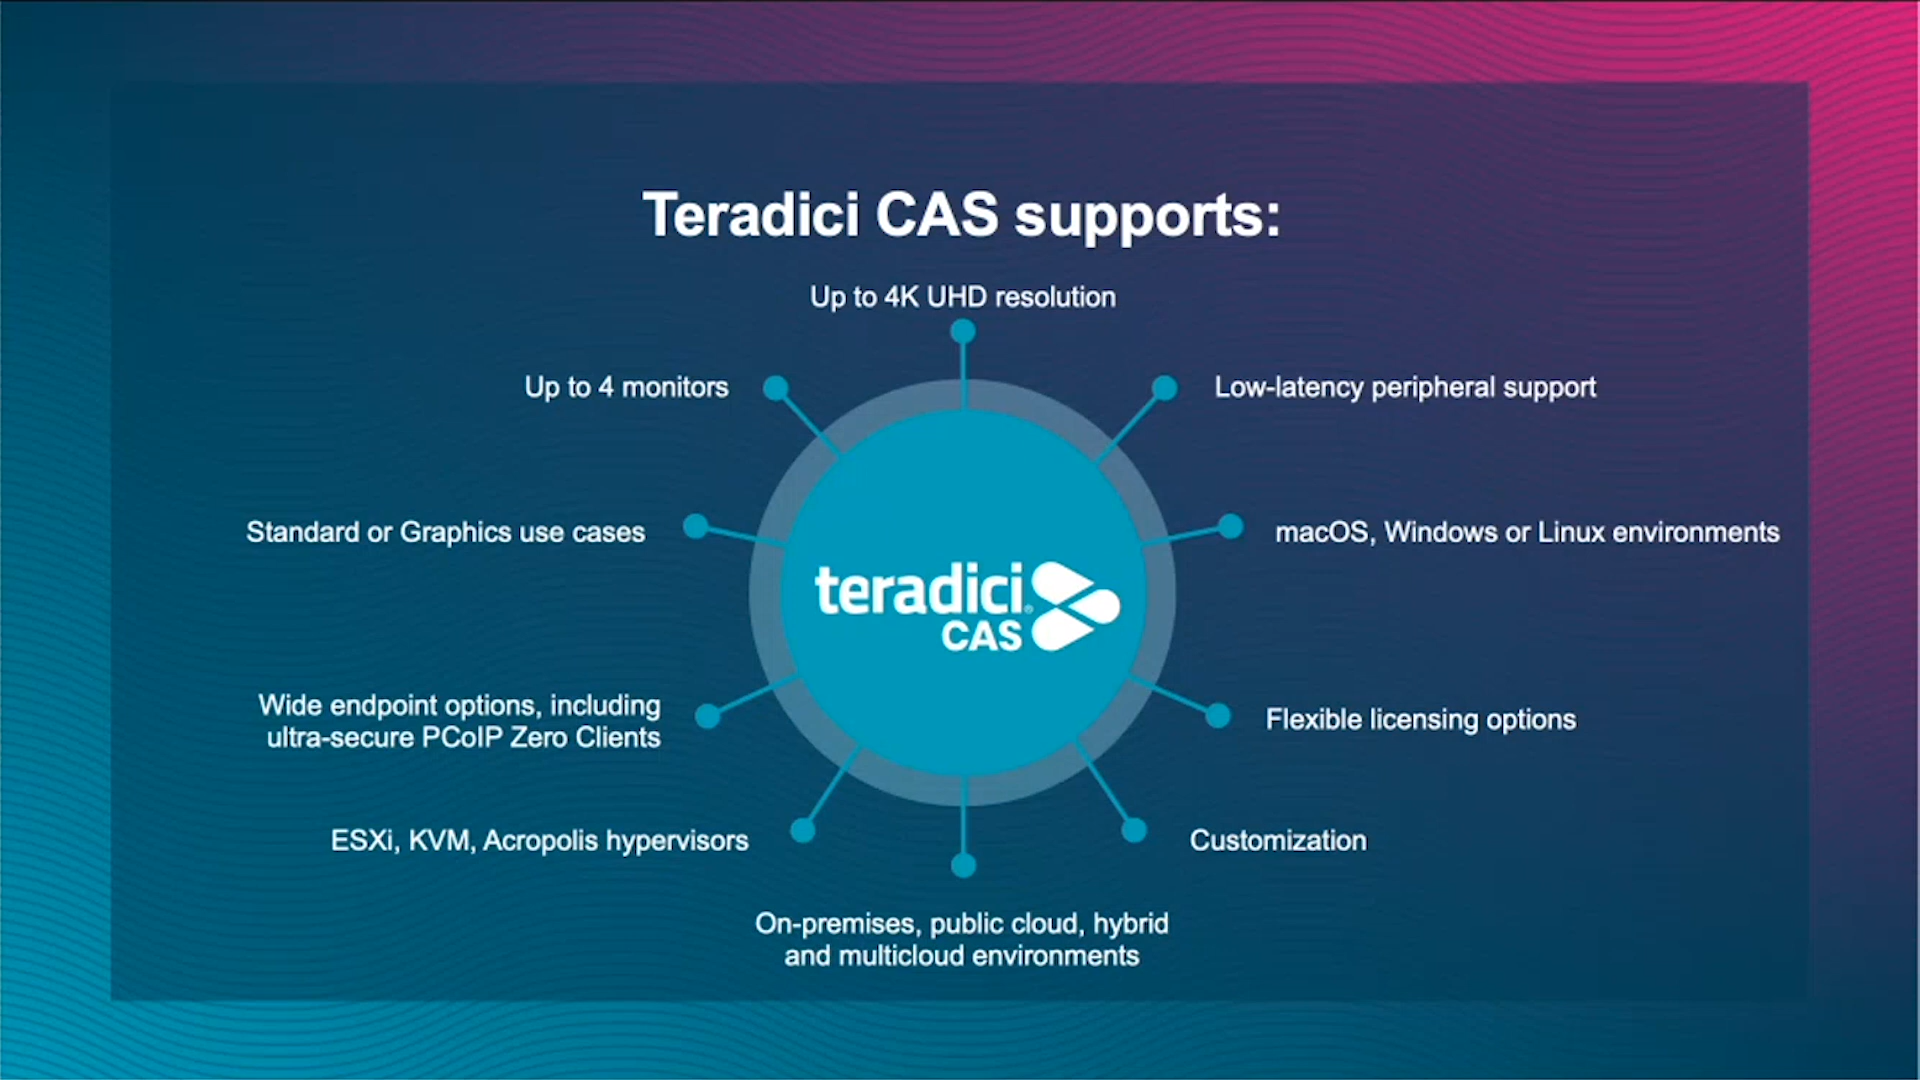 Teradici CAS supports:
Up to 4K UHD resolution
Up to 4 monitors
Low-latency peripheral support
Standard or Graphics use cases
macOS, Windows or Linux environments
teradici®
CAS
Wide endpoint options, including
ultra-secure PCoIP Zero Clients
Flexible licensing options
ESXi, KVM, Acropolis hypervisors
Customization
On-premises, public cloud, hybrid
and multicloud environments